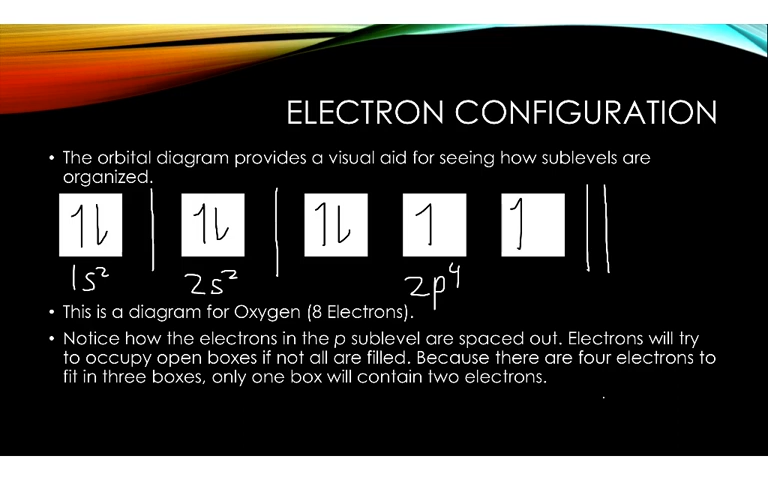 ELECTRON CONFIGURATION
• The orbital diagram provides a visual aid for seeing how sublevels are
organized.
1s² 2s² 2p⁴
• This is a diagram for Oxygen (8 Electrons).
• Notice how the electrons in the p sublevel are spaced out. Electrons will try
to occupy open boxes if not all are filled. Because there are four electrons to
fit in three boxes, only one box will contain two electrons.